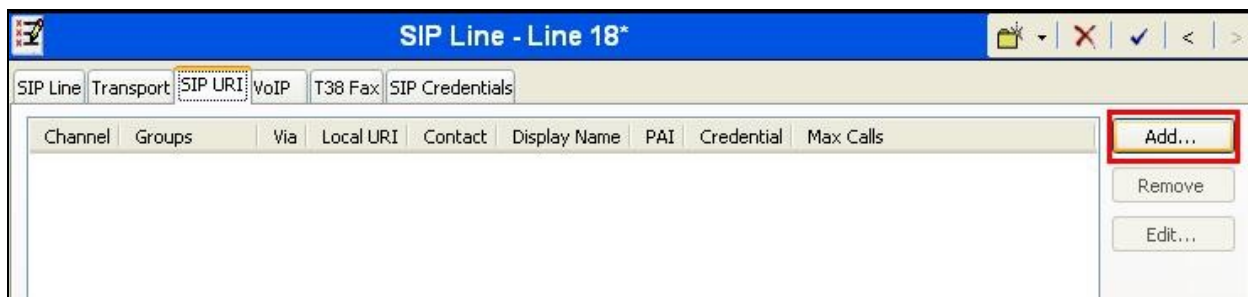 SIP Line - Line 18*
SIP Line Transport SIP URI VoIP T38 Fax SIP Credentials
Channel Groups Via Local URI Contact Display Name PAI Credential Max Calls
Add...
Remove
Edit...